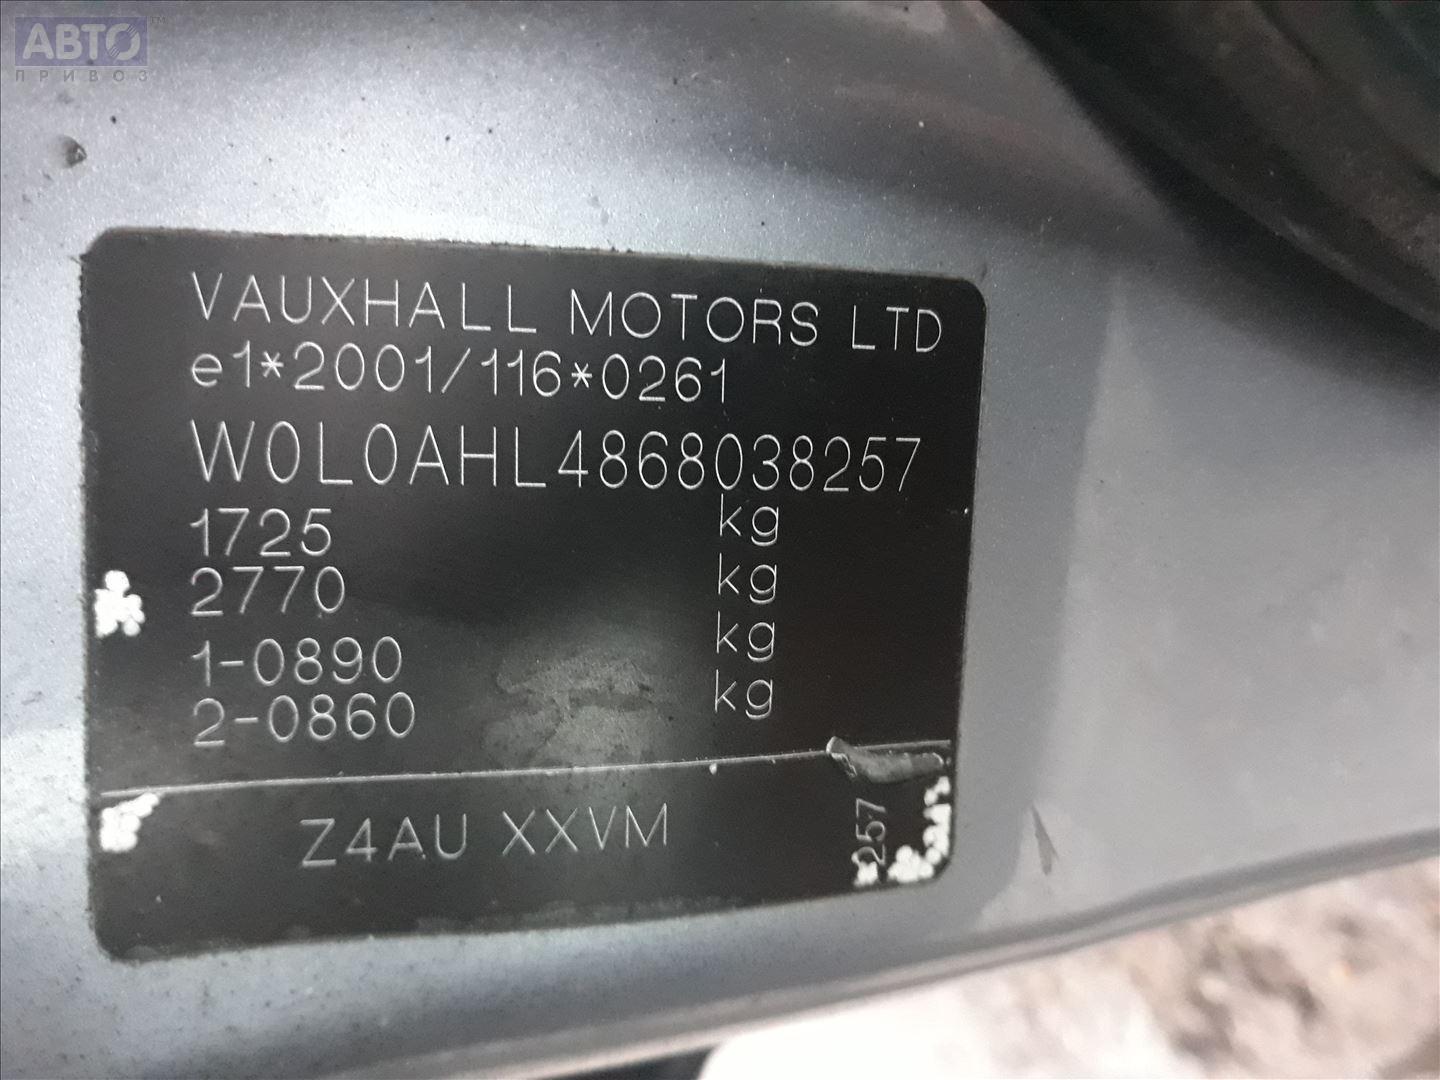 АВТО™
ПРИВОЗ
VAUXHALL MOTORS LTD
e1*2001/116*0261
W0L0AHL4868038257
1725 kg
2770 kg
1-0890 kg
2-0860 kg
Z4AU XXVM
*257